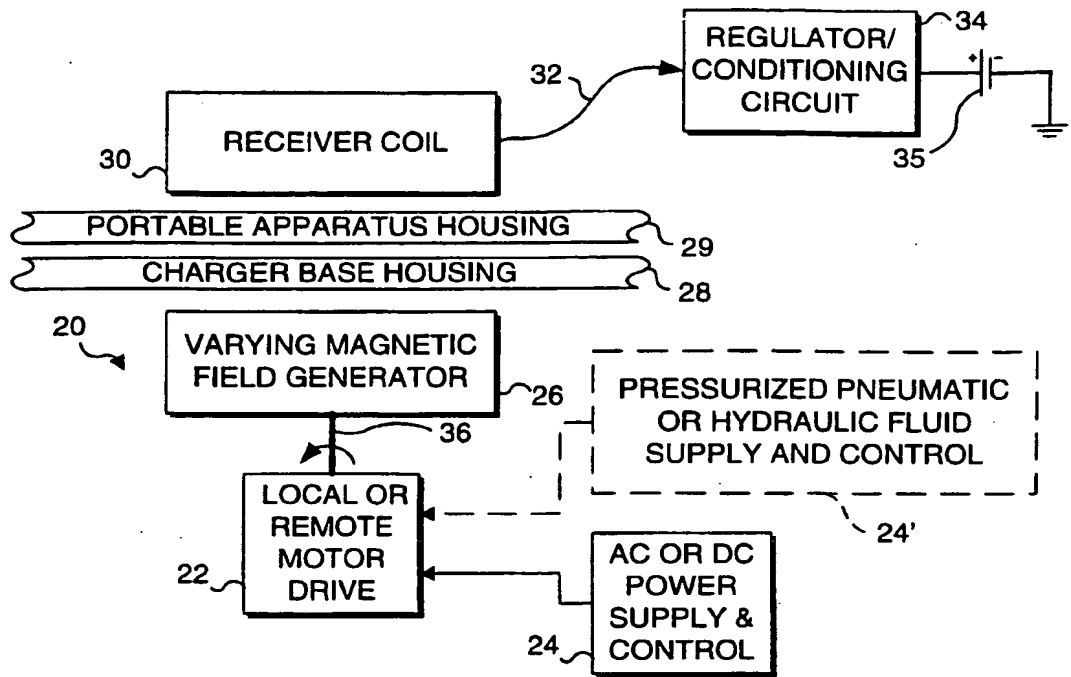 34
REGULATOR/
CONDITIONING
CIRCUIT
+ -
35
32
RECEIVER COIL
30
PORTABLE APPARATUS HOUSING
29
CHARGER BASE HOUSING
28
20
VARYING MAGNETIC
FIELD GENERATOR
26
36
PRESSURIZED PNEUMATIC
OR HYDRAULIC FLUID
SUPPLY AND CONTROL
24'
LOCAL OR
REMOTE
MOTOR
DRIVE
22
AC OR DC
POWER
SUPPLY &
CONTROL
24